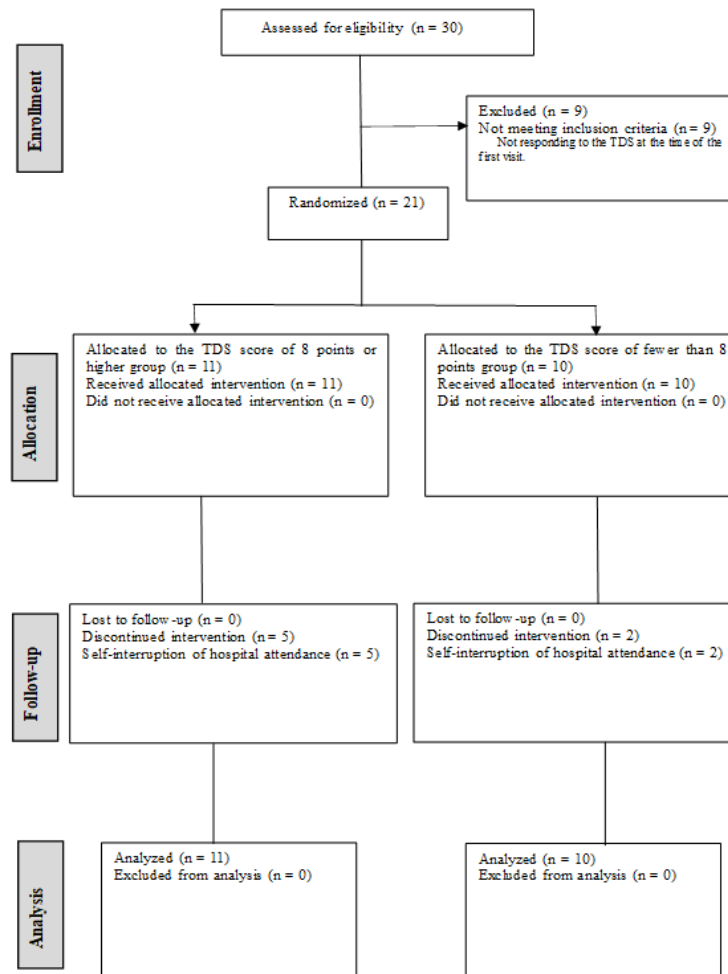 Assessed for eligibility (n = 30)
Enrollment
Excluded (n = 9)
Not meeting inclusion criteria (n = 9)
Not responding to the TDS at the time of the
first visit.
Randomized (n = 21)
Allocation
Allocated to the TDS score of 8 points or
higher group (n = 11)
Received allocated intervention (n = 11)
Did not receive allocated intervention (n = 0)
Allocated to the TDS score of fewer than 8
points group (n = 10)
Received allocated intervention (n = 10)
Did not receive allocated intervention (n = 0)
Follow-up
Lost to follow-up (n = 0)
Discontinued intervention (n = 5)
Self-interruption of hospital attendance (n = 5)
Lost to follow-up (n = 0)
Discontinued intervention (n = 2)
Self-interruption of hospital attendance (n = 2)
Analysis
Analyzed (n = 11)
Excluded from analysis (n = 0)
Analyzed (n = 10)
Excluded from analysis (n = 0)